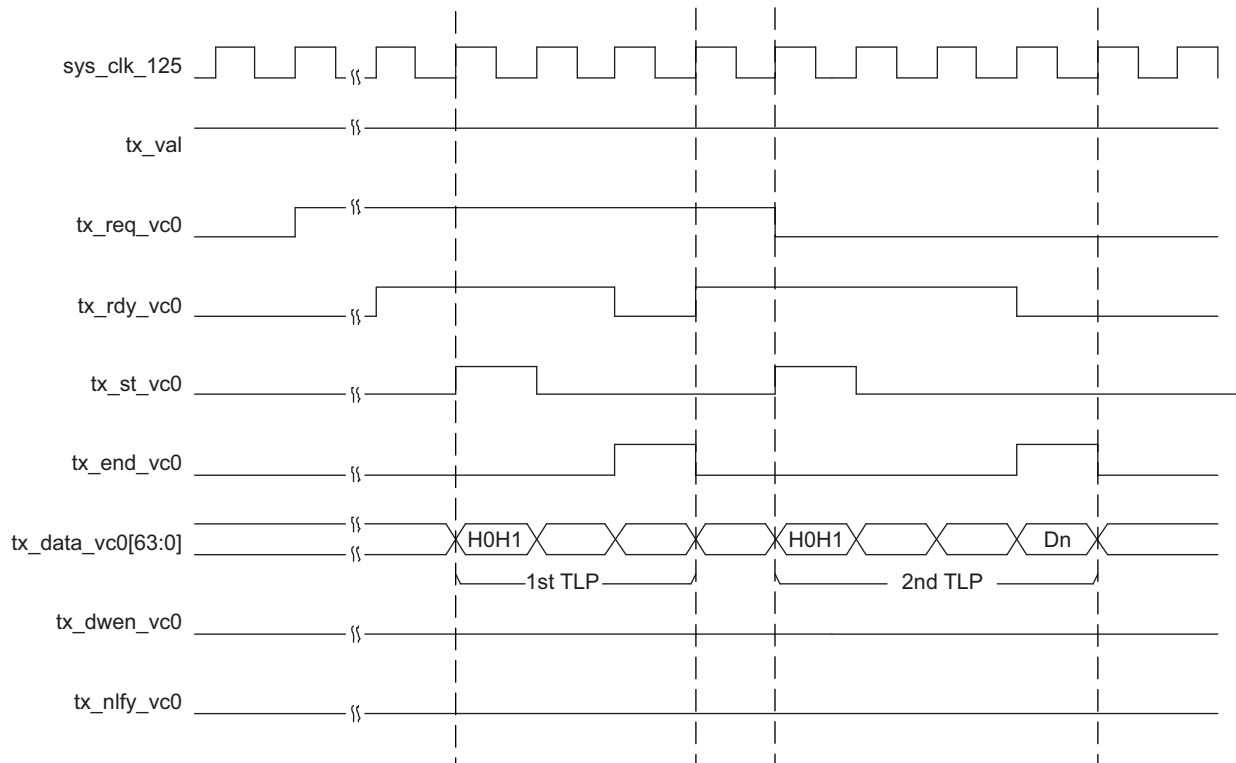 sys_clk_125
tx_val
tx_req_vc0
tx_rdy_vc0
tx_st_vc0
tx_end_vc0
tx_data_vc0[63:0]
H0H1
H0H1
Dn
1st TLP
2nd TLP
tx_dwen_vc0
tx_nlfy_vc0